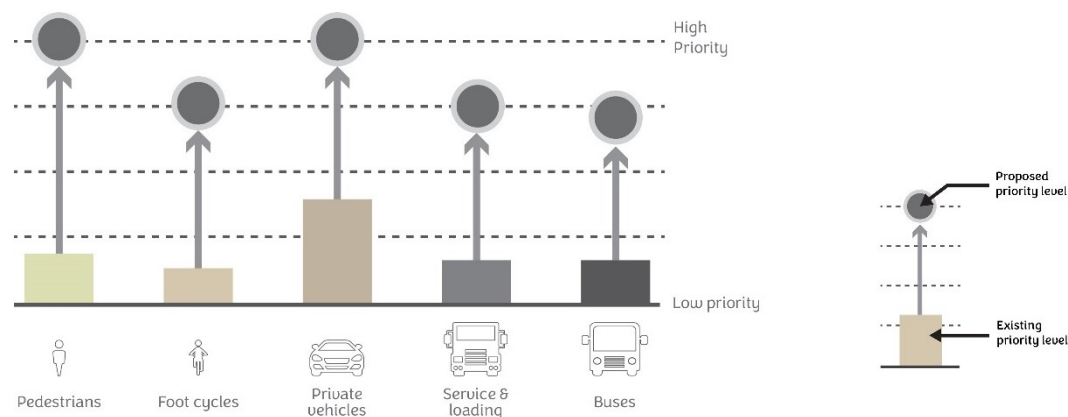 High
Priority
Low priority
Pedestrians
Foot cycles
Private
vehicles
Service &
loading
Buses
Proposed
priority level
Existing
priority level